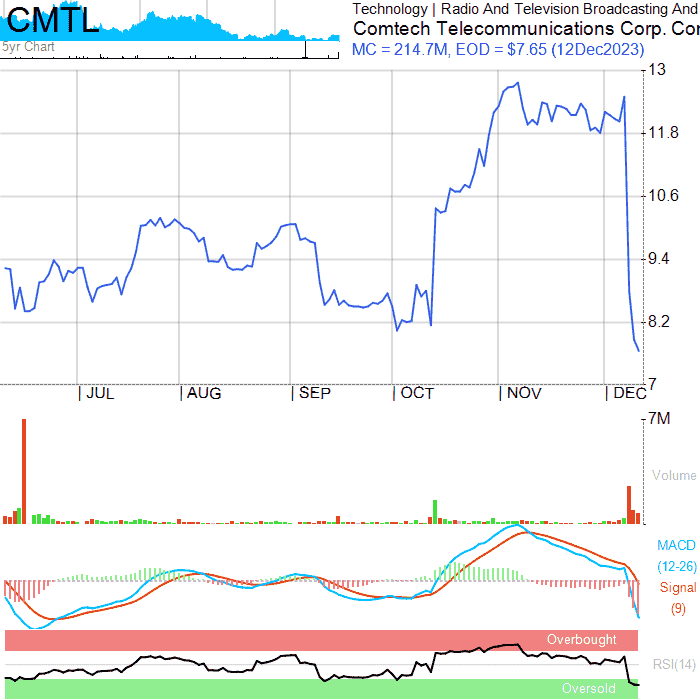 CMTL
5yr Chart
Technology | Radio And Television Broadcasting And
Comtech Telecommunications Corp. Cor
MC = 214.7M, EOD = $7.65 (12Dec2023)
13
11.8
10.6
9.4
8.2
7
JUL
AUG
SEP
OCT
NOV
DEC
7M
Volume
MACD
(12-26)
Signal
(9)
Overbought
RSI(14)
Oversold